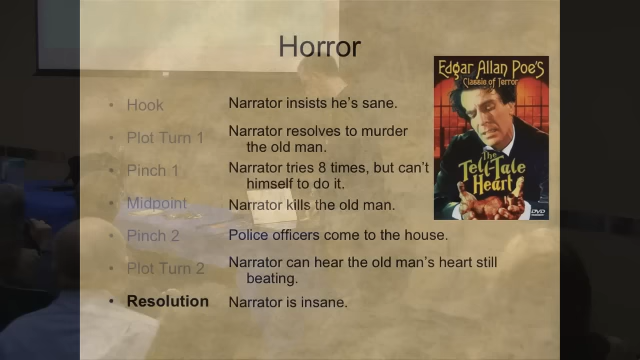 Horror
• Hook Narrator insists he's sane.
• Plot Turn 1 Narrator resolves to murder
the old man.
• Pinch 1 Narrator tries 8 times, but can't
himself to do it.
• Midpoint Narrator kills the old man.
• Pinch 2 Police officers come to the house.
• Plot Turn 2 Narrator can hear the old man's heart still
beating.
• Resolution Narrator is insane.
Edgar Allan Poe's
Classic of Terror
The
Tell-Tale
Heart
DVD